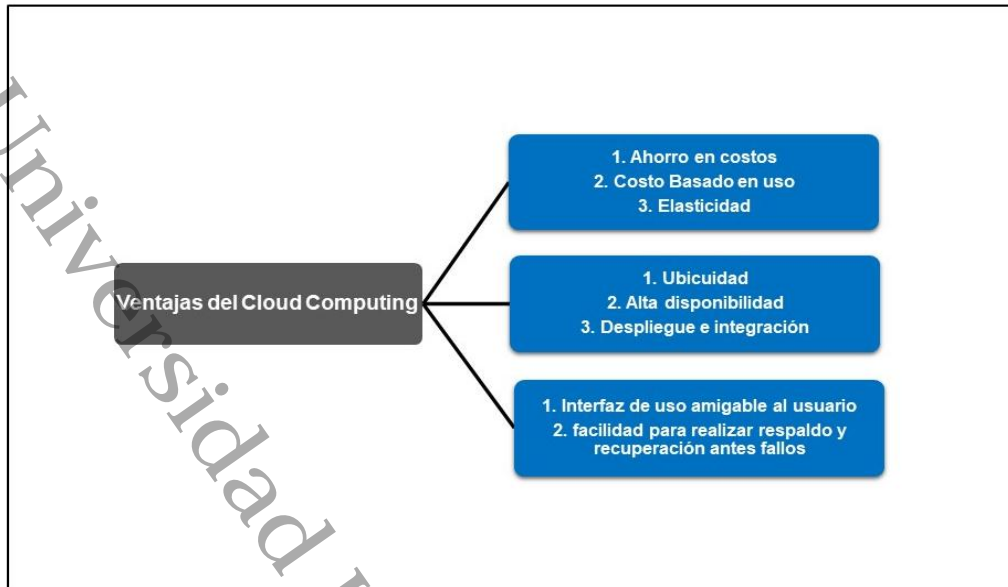 Universidad
Ventajas del Cloud Computing
1. Ahorro en costos
2. Costo Basado en uso
3. Elasticidad
1. Ubicuidad
2. Alta disponibilidad
3. Despliegue e integración
1. Interfaz de uso amigable al usuario
2. facilidad para realizar respaldo y
recuperación antes fallos